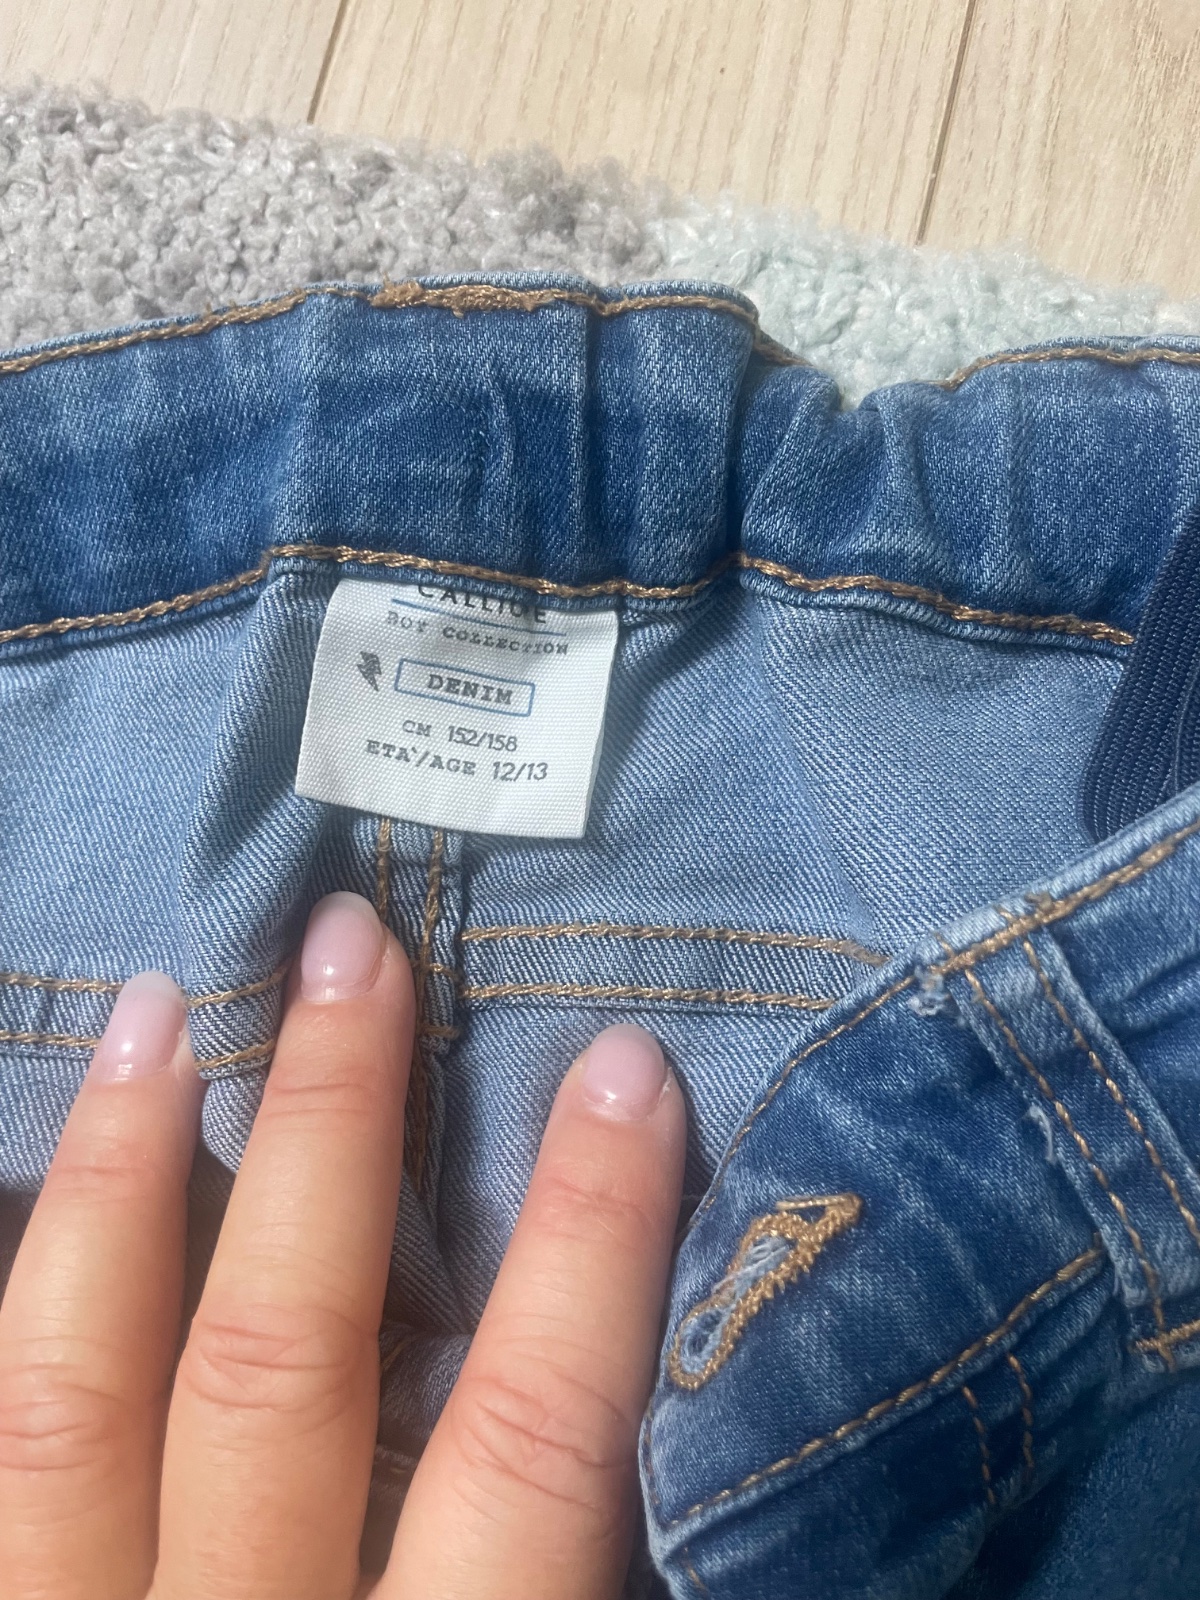 CALLIOPE
BOY COLLECTION
DENIM
CM 152/158
ETA'/AGE 12/13